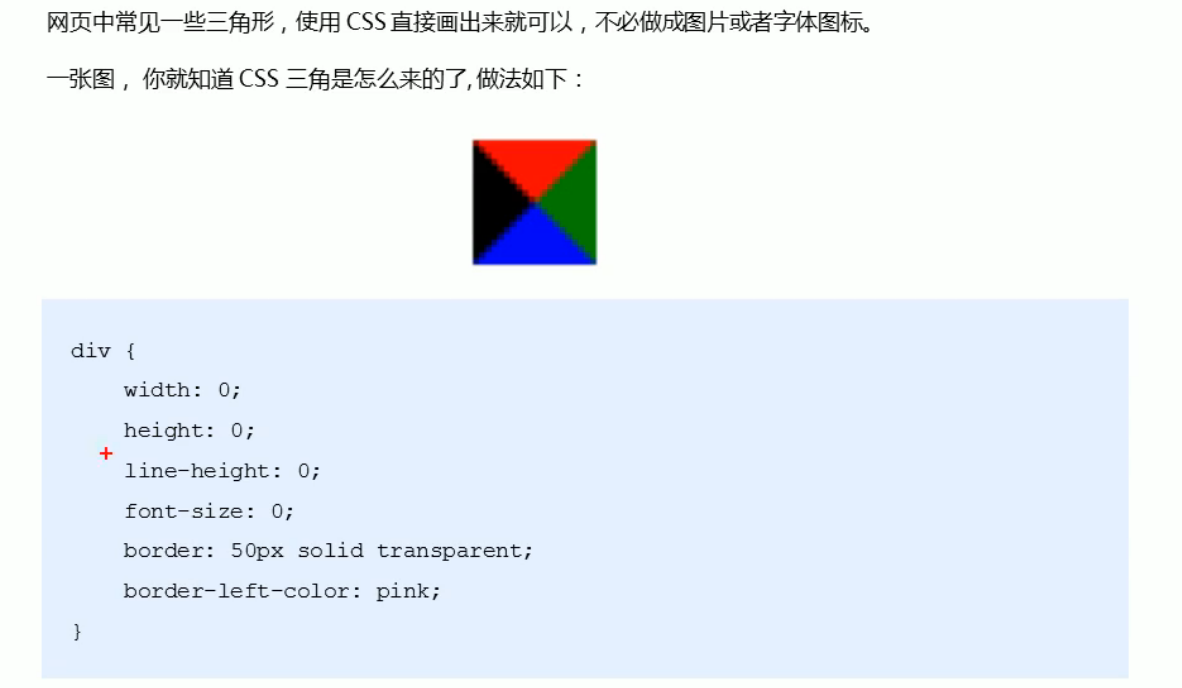 网页中常见一些三角形，使用 CSS 直接画出来就可以，不必做成图片或者字体图标。
一张图， 你就知道 CSS 三角是怎么来的了, 做法如下：
div {
    width: 0;
    height: 0;
    line-height: 0;
    font-size: 0;
    border: 50px solid transparent;
    border-left-color: pink;
}